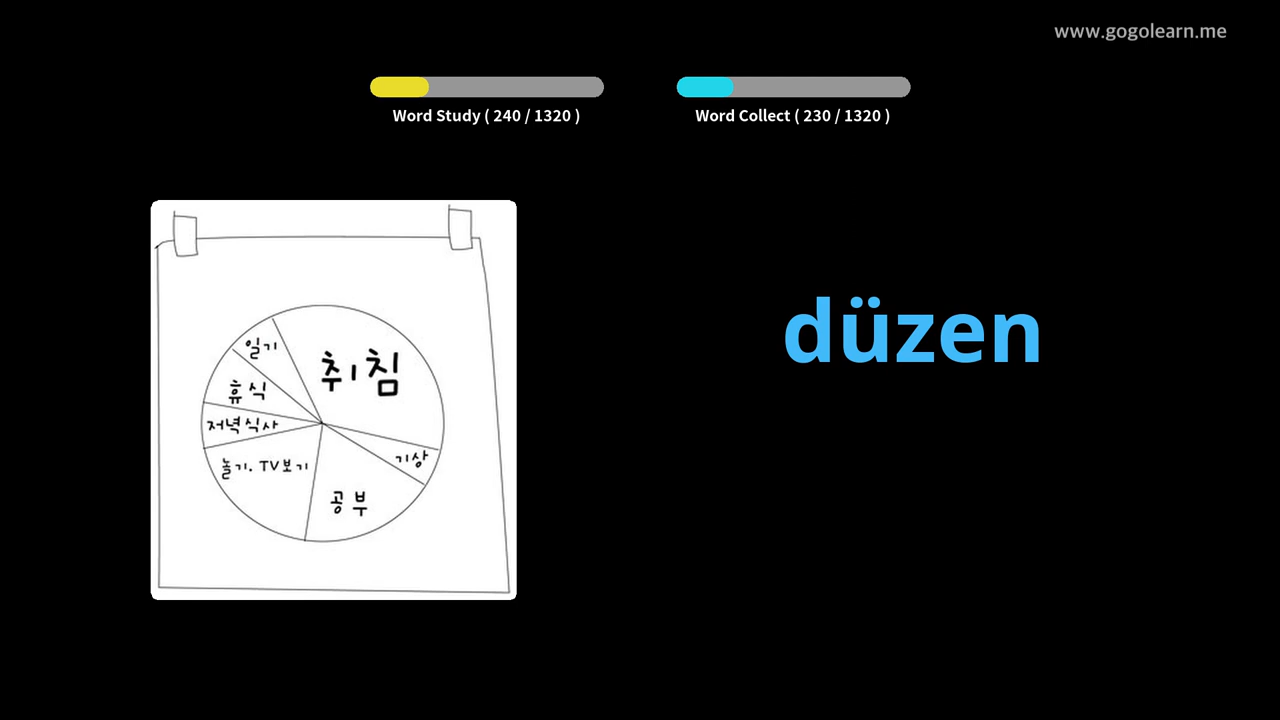 www.gogolearn.me
Word Study ( 240 / 1320 )
Word Collect ( 230 / 1320 )
düzen
일기
취침
휴식
저녁식사
기상
놀기. TV보기
공부